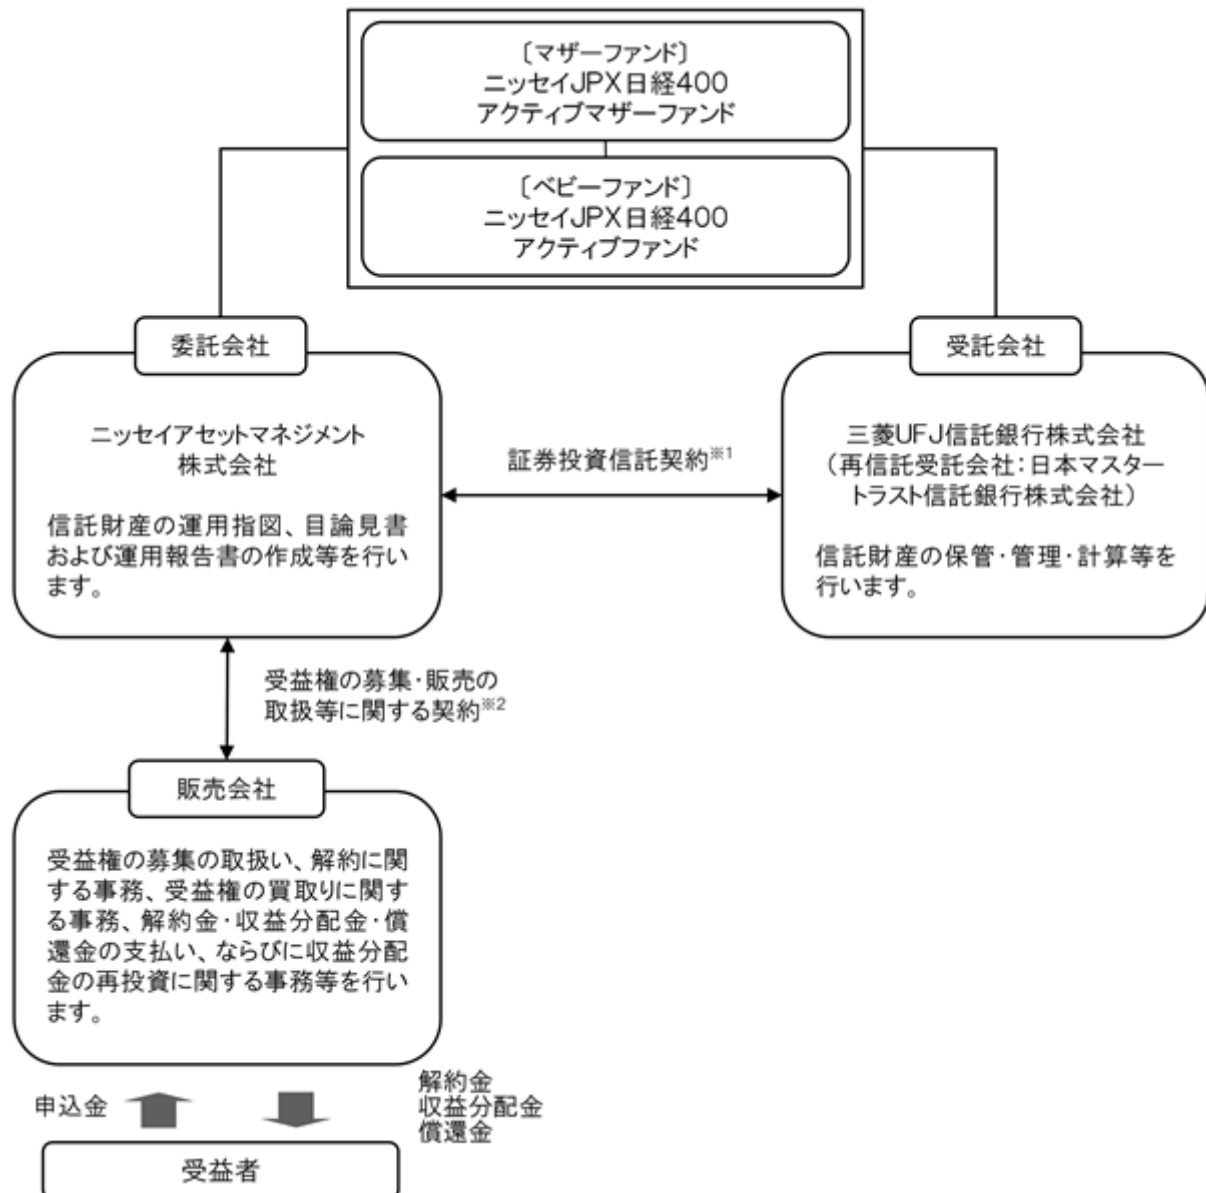 〔マザーファンド〕
ニッセイJPX日経400
アクティブマザーファンド
〔ベビーファンド〕
ニッセイJPX日経400
アクティブファンド
委託会社
受託会社
ニッセイアセットマネジメント
株式会社
信託財産の運用指図、目論見書
および運用報告書の作成等を行い
ます。
証券投資信託契約※1
三菱UFJ信託銀行株式会社
（再信託受託会社：日本マスター
トラスト信託銀行株式会社）
信託財産の保管・管理・計算等を
行います。
受益権の募集・販売の
取扱等に関する契約※2
販売会社
受益権の募集の取扱い、解約に関
する事務、受益権の買取りに関す
る事務、解約金・収益分配金・償
還金の支払い、ならびに収益分配
金の再投資に関する事務等を行い
ます。
申込金
解約金
収益分配金
償還金
受益者